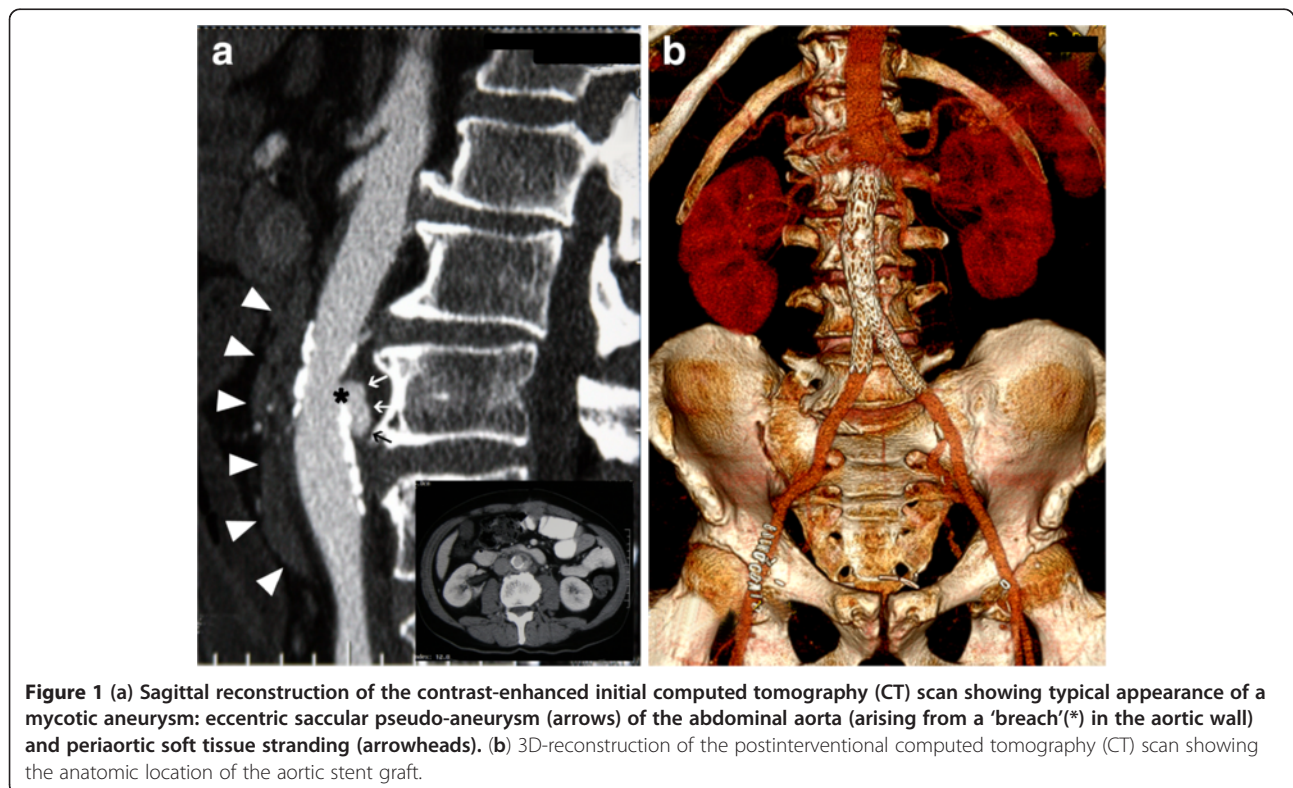 a
b
*
Figure 1 (a) Sagittal reconstruction of the contrast-enhanced initial computed tomography (CT) scan showing typical appearance of a
mycotic aneurysm: eccentric saccular pseudo-aneurysm (arrows) of the abdominal aorta (arising from a ‘breach’(*) in the aortic wall)
and periaortic soft tissue stranding (arrowheads). (b) 3D-reconstruction of the postinterventional computed tomography (CT) scan showing
the anatomic location of the aortic stent graft.